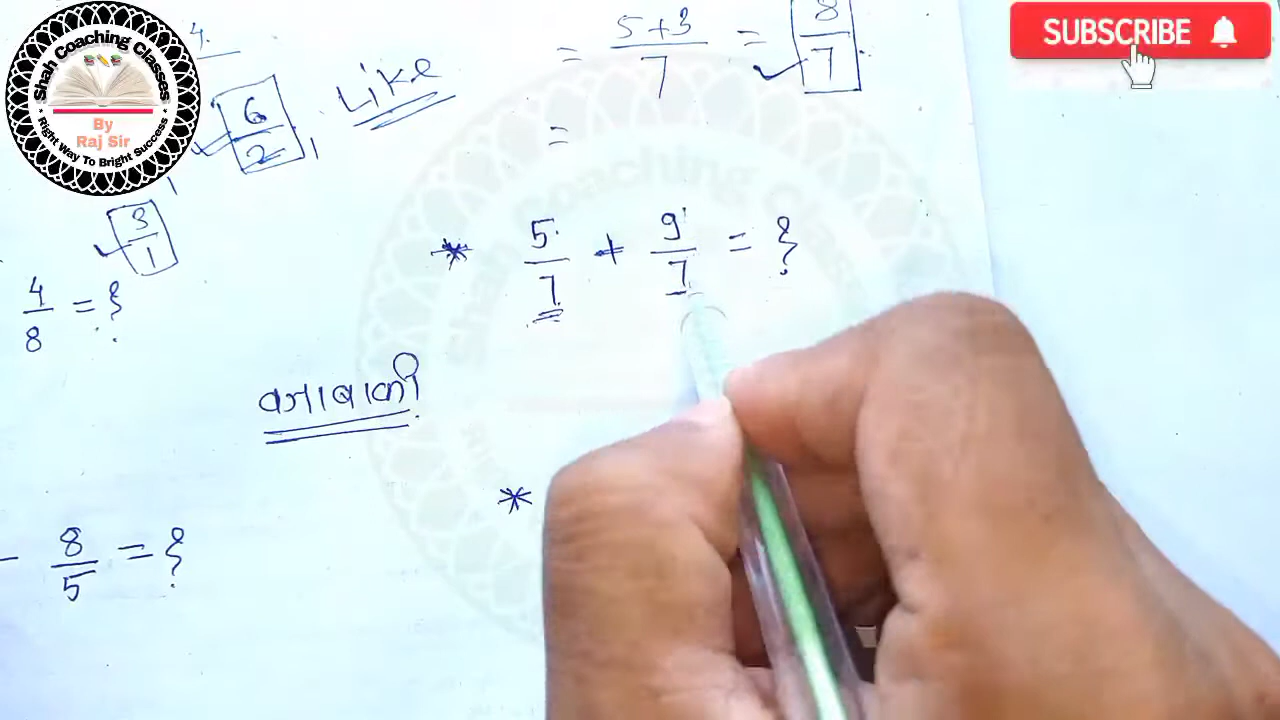 Shah Coaching Classes
By
Raj Sir
* Right Way To Bright Success *
SUBSCRIBE
4
6/2
3/1
Like
= 5+3/7 = 8/7
=
* 5/7 + 9/7 = ?
4/8 = ?
બાદબાકી
*
- 8/5 = ?